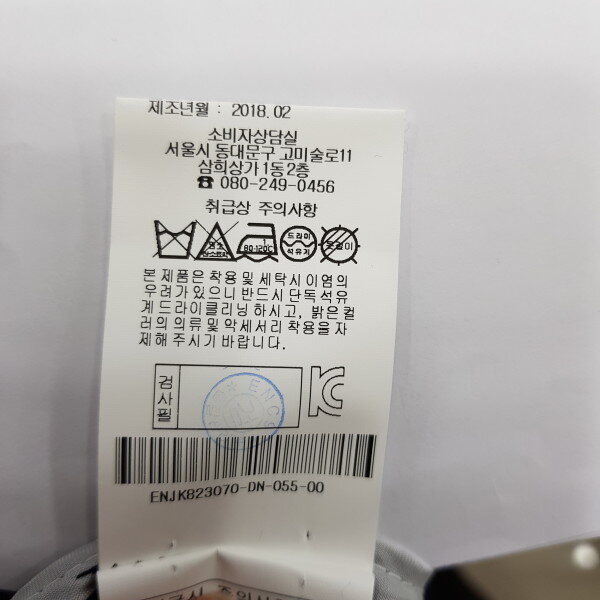 제조년월 : 2018.02
소비자상담실
서울시 동대문구 고미술로11
삼희상가 1동2층
☎ 080-249-0456
취급상 주의사항
염소 산소표백
80-120℃
드라이
석유계
본 제품은 착용 및 세탁시 이염의
우려가 있으니 반드시 단독 석유
계 드라이클리닝 하시고, 밝은 컬
러의 의류 및 악세서리 착용을 자
제해 주시기 바랍니다.
검사필
EN C
ENJK823070-DN-055-00